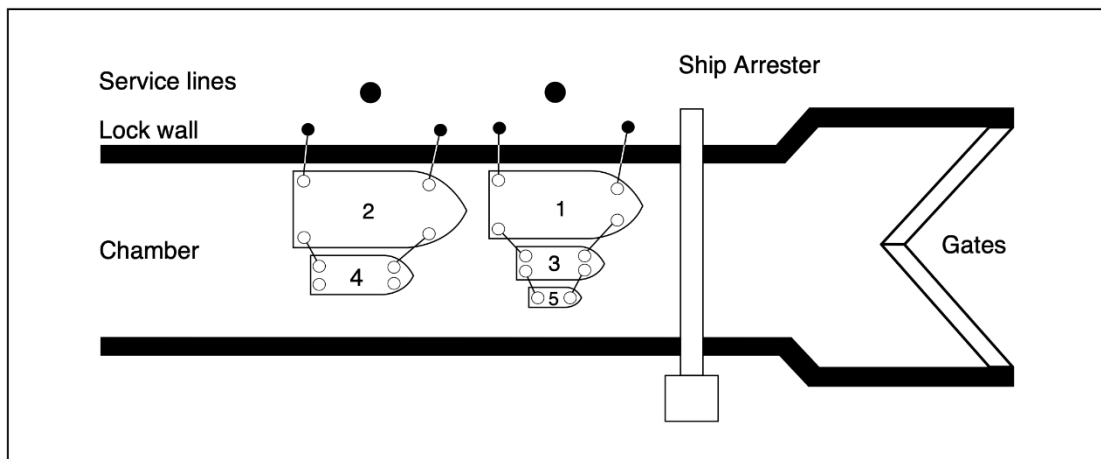 Ship Arrester
Service lines
Lock wall
2
1
Chamber
4
3
5
Gates